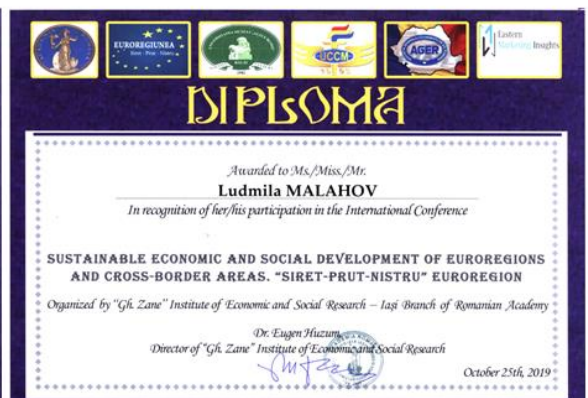 EUROREGIUNEA
Siret - Prut - Nistru
UCCM
AGER
Eastern
Marketing Insights
DIPLOMA
Awarded to Ms./Miss./Mr.
Ludmila MALAHOV
In recognition of her/his participation in the International Conference
SUSTAINABLE ECONOMIC AND SOCIAL DEVELOPMENT OF EUROREGIONS
AND CROSS-BORDER AREAS. "SIRET-PRUT-NISTRU" EUROREGION
Organized by "Gh. Zane" Institute of Economic and Social Research – Iaşi Branch of Romanian Academy
Dr. Eugen Huzum,
Director of "Gh. Zane" Institute of Economic and Social Research
October 25th, 2019